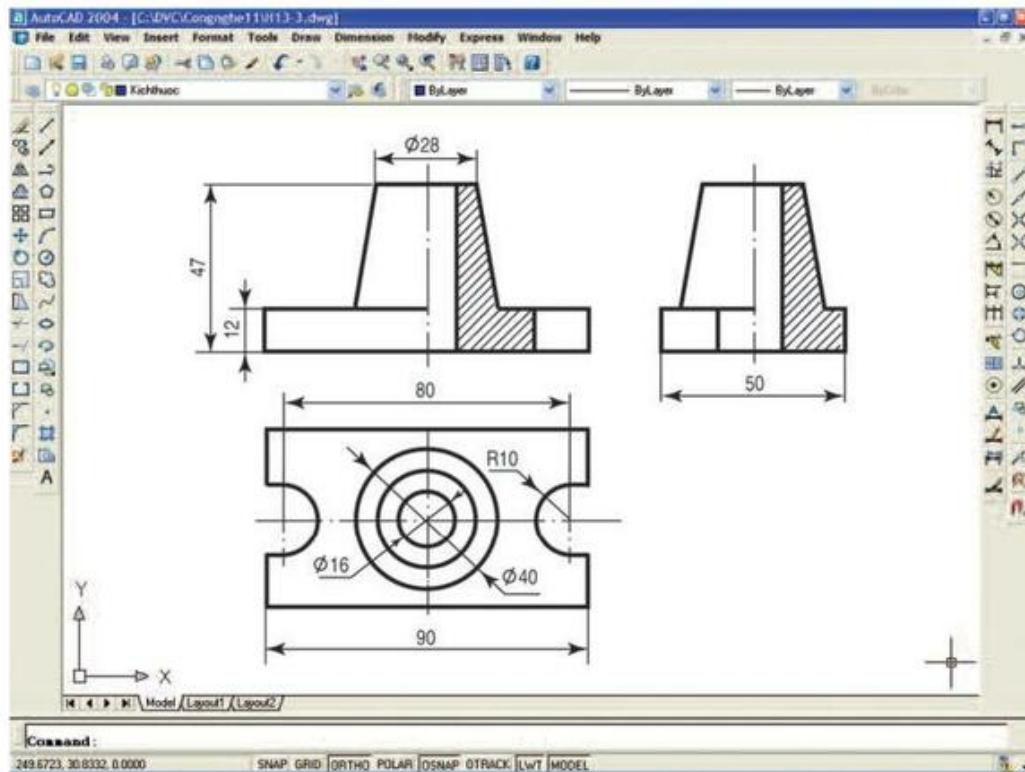 AutoCAD 2004 - [C:\DVC\Congnghe11\H13-3.dwg]
File Edit View Insert Format Tools Draw Dimension Modify Express Window Help
Kichthuoc ByLayer ByLayer ByLayer ByColor
Ø28
47
12
80
50
R10
Ø16
Ø40
90
Y
X
A
Model Layout1 Layout2
Command:
249.6723, 30.8332, 0.0000 SNAP GRID ORTHO POLAR OSNAP OTRACK LWT MODEL